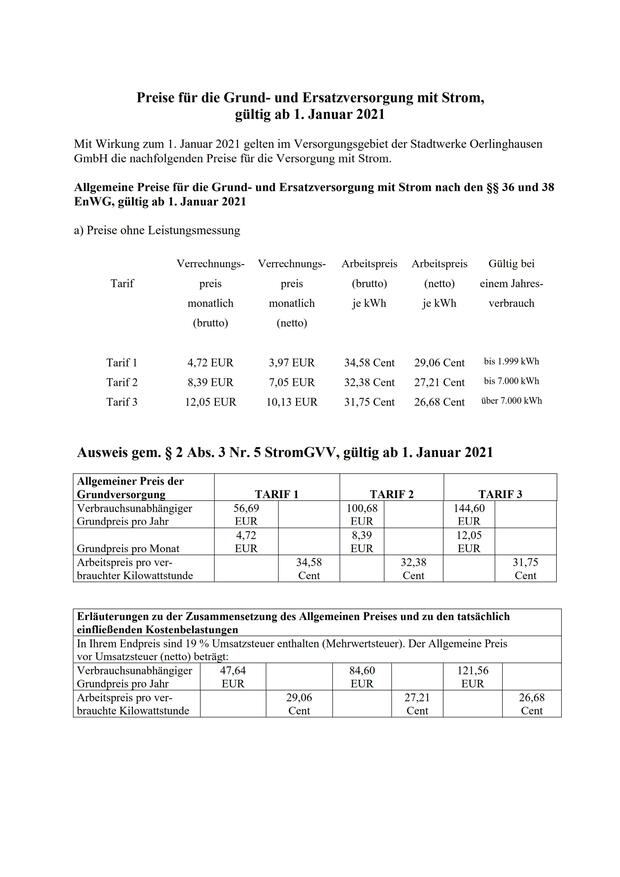 Preise für die Grund- und Ersatzversorgung mit Strom,
gültig ab 1. Januar 2021
Mit Wirkung zum 1. Januar 2021 gelten im Versorgungsgebiet der Stadtwerke Oerlinghausen
GmbH die nachfolgenden Preise für die Versorgung mit Strom.
Allgemeine Preise für die Grund- und Ersatzversorgung mit Strom nach den §§ 36 und 38
EnWG, gültig ab 1. Januar 2021
a) Preise ohne Leistungsmessung
Verrechnungs- Verrechnungs- Arbeitspreis Arbeitspreis Gültig bei
Tarif preis preis (brutto) (netto) einem Jahres-
monatlich monatlich je kWh je kWh verbrauch
(brutto) (netto)
Tarif 1 4,72 EUR 3,97 EUR 34,58 Cent 29,06 Cent bis 1.999 kWh
Tarif 2 8,39 EUR 7,05 EUR 32,38 Cent 27,21 Cent bis 7.000 kWh
Tarif 3 12,05 EUR 10,13 EUR 31,75 Cent 26,68 Cent über 7.000 kWh
Ausweis gem. § 2 Abs. 3 Nr. 5 StromGVV, gültig ab 1. Januar 2021
Allgemeiner Preis der
Grundversorgung TARIF 1 TARIF 2 TARIF 3
Verbrauchsunabhängiger 56,69 100,68 144,60
Grundpreis pro Jahr EUR EUR EUR
4,72 8,39 12,05
Grundpreis pro Monat EUR EUR EUR
Arbeitspreis pro ver- 34,58 32,38 31,75
brauchter Kilowattstunde Cent Cent Cent
Erläuterungen zu der Zusammensetzung des Allgemeinen Preises und zu den tatsächlich
einfließenden Kostenbelastungen
In Ihrem Endpreis sind 19 % Umsatzsteuer enthalten (Mehrwertsteuer). Der Allgemeine Preis
vor Umsatzsteuer (netto) beträgt:
Verbrauchsunabhängiger 47,64 84,60 121,56
Grundpreis pro Jahr EUR EUR EUR
Arbeitspreis pro ver- 29,06 27,21 26,68
brauchte Kilowattstunde Cent Cent Cent